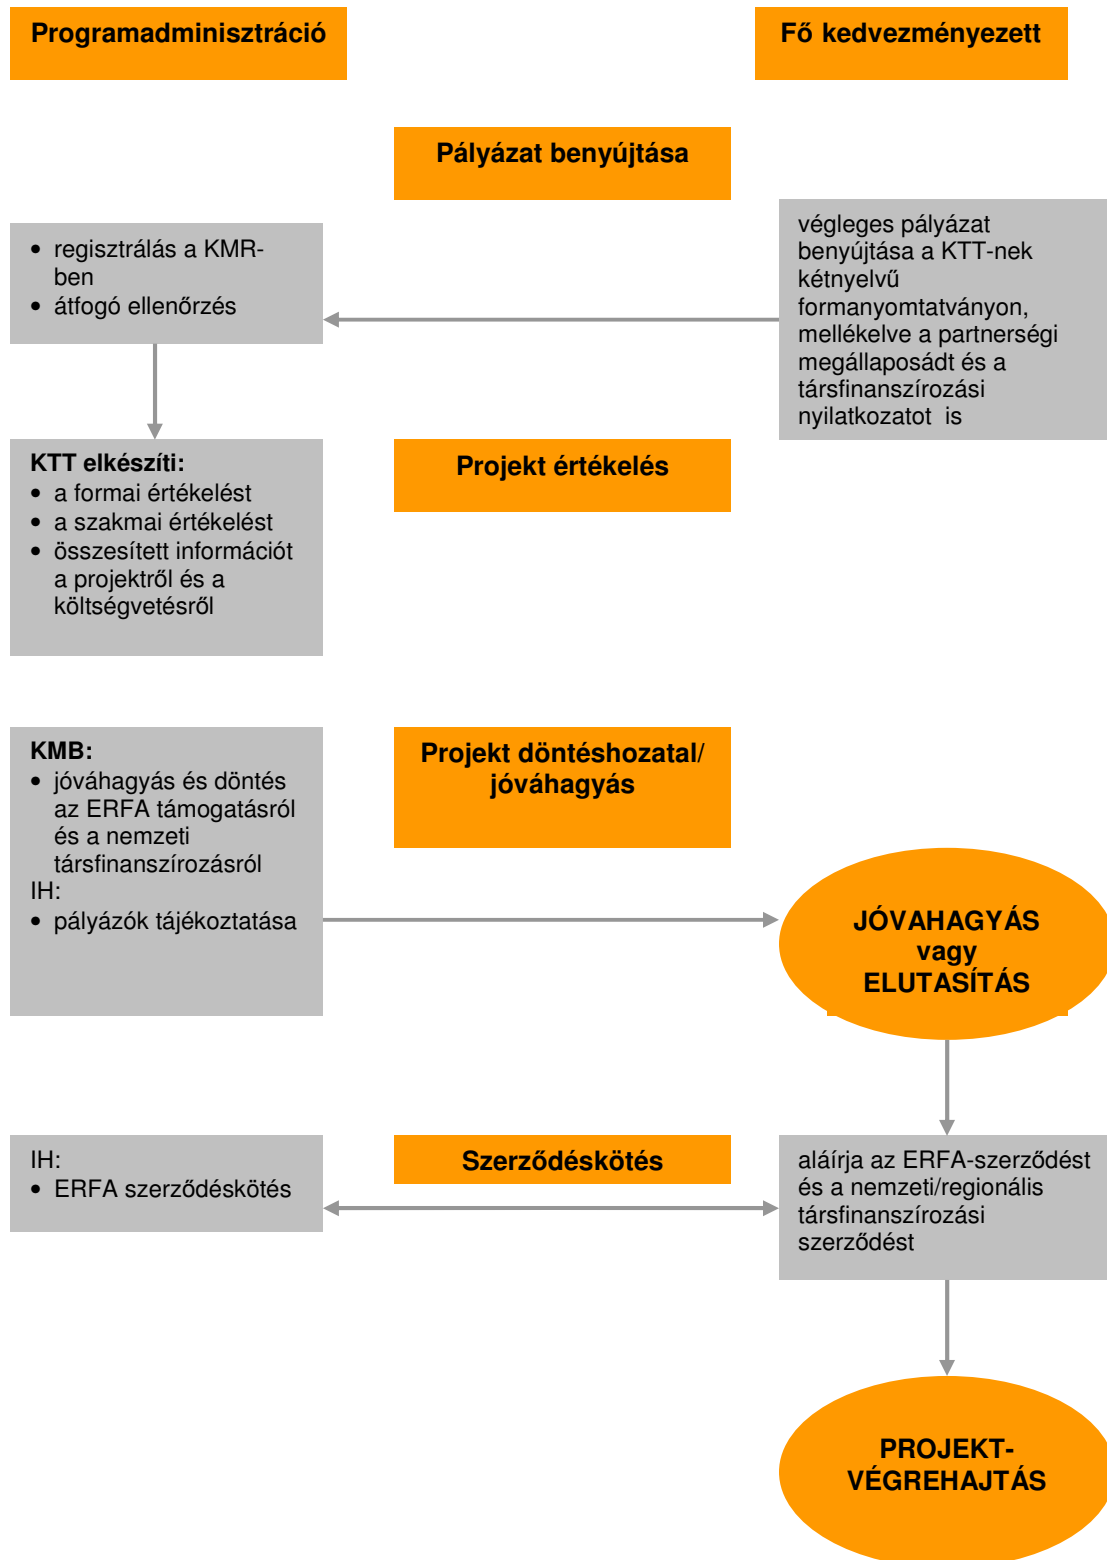 Programadminisztráció
Fő kedvezményezett
Pályázat benyújtása
• regisztrálás a KMR-
ben
• átfogó ellenőrzés
végleges pályázat
benyújtása a KTT-nek
kétnyelvű
formanyomtatványon,
mellékelve a partnerségi
megállaposádt és a
társfinanszírozási
nyilatkozatot is
KTT elkészíti:
• a formai értékelést
• a szakmai értékelést
• összesített információt
a projektről és a
költségvetésről
Projekt értékelés
KMB:
• jóváhagyás és döntés
az ERFA támogatásról
és a nemzeti
társfinanszírozásról
IH:
• pályázók tájékoztatása
Projekt döntéshozatal/
jóváhagyás
JÓVAHAGYÁS
vagy
ELUTASÍTÁS
IH:
• ERFA szerződéskötés
Szerződéskötés
aláírja az ERFA-szerződést
és a nemzeti/regionális
társfinanszírozási
szerződést
PROJEKT-
VÉGREHAJTÁS